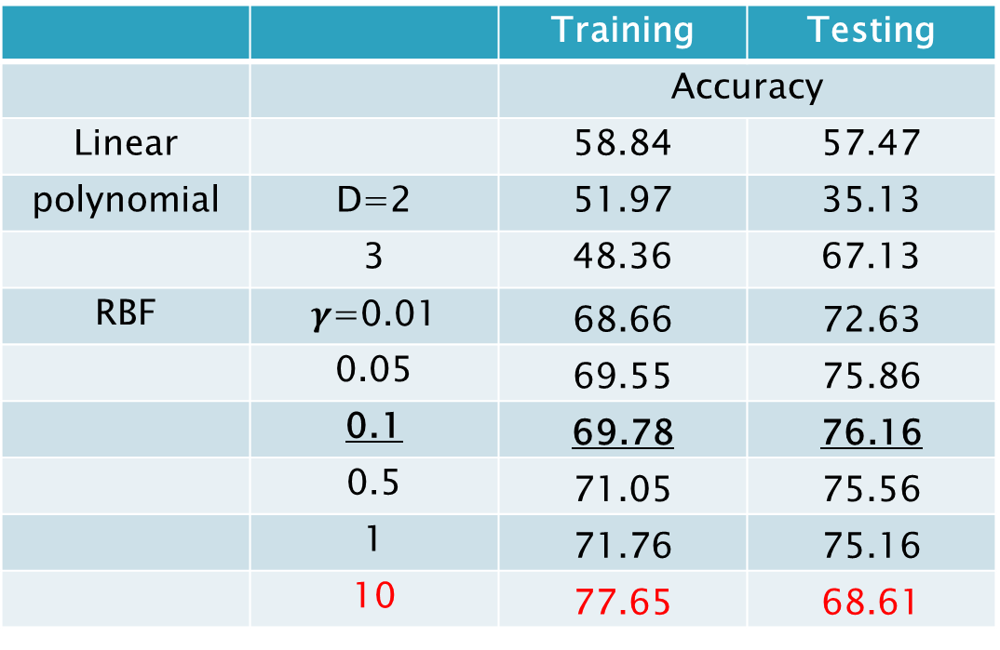 Training Testing
Accuracy
Linear 58.84 57.47
polynomial D=2 51.97 35.13
3 48.36 67.13
RBF γ=0.01 68.66 72.63
0.05 69.55 75.86
0.1 69.78 76.16
0.5 71.05 75.56
1 71.76 75.16
10 77.65 68.61